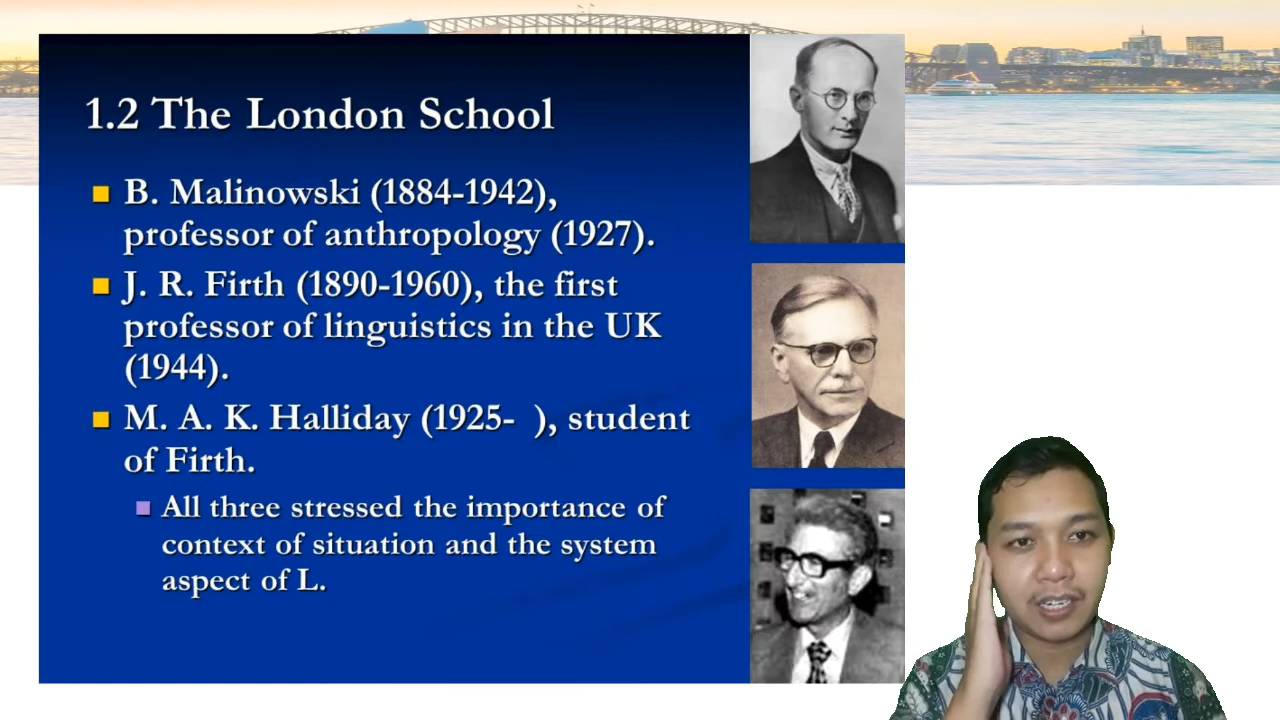 1.2 The London School
B. Malinowski (1884-1942),
professor of anthropology (1927).
J. R. Firth (1890-1960), the first
professor of linguistics in the UK
(1944).
M. A. K. Halliday (1925-  ), student
of Firth.
All three stressed the importance of
context of situation and the system
aspect of L.